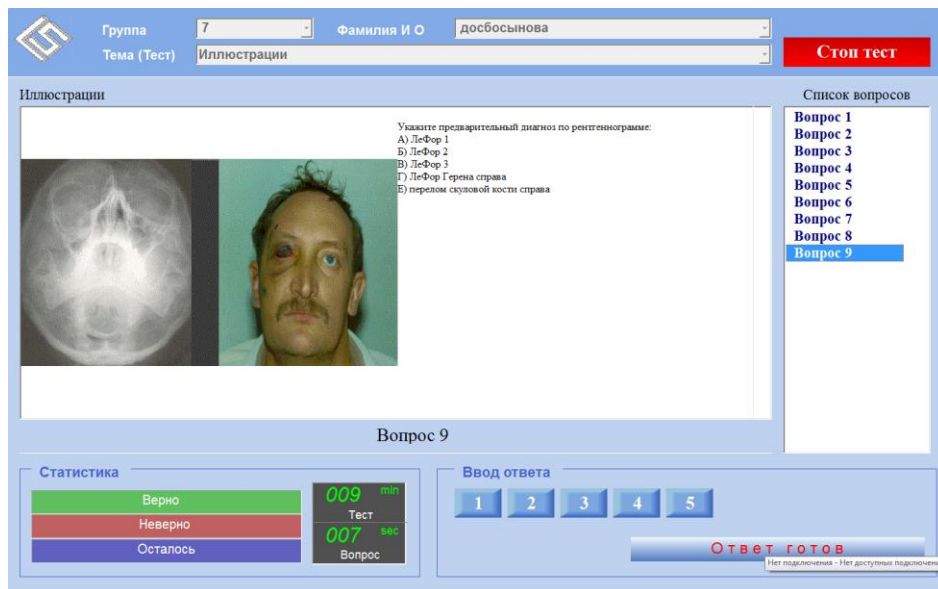 Группа
7
Фамилия И О
досбосынова
Тема (Тест)
Иллюстрации
Стоп тест
Иллюстрации
Список вопросов
Укажите предварительный диагноз по рентгеннограмме:
А) ЛеФор 1
Б) ЛеФор 2
В) ЛеФор 3
Г) ЛеФор Герена справа
Е) перелом скуловой кости справа
Вопрос 1
Вопрос 2
Вопрос 3
Вопрос 4
Вопрос 5
Вопрос 6
Вопрос 7
Вопрос 8
Вопрос 9
Вопрос 9
Статистика
Верно
Неверно
Осталось
009 min
Тест
007 sec
Вопрос
Ввод ответа
1 2 3 4 5
Ответ готов
Нет подключения - Нет доступных подключени